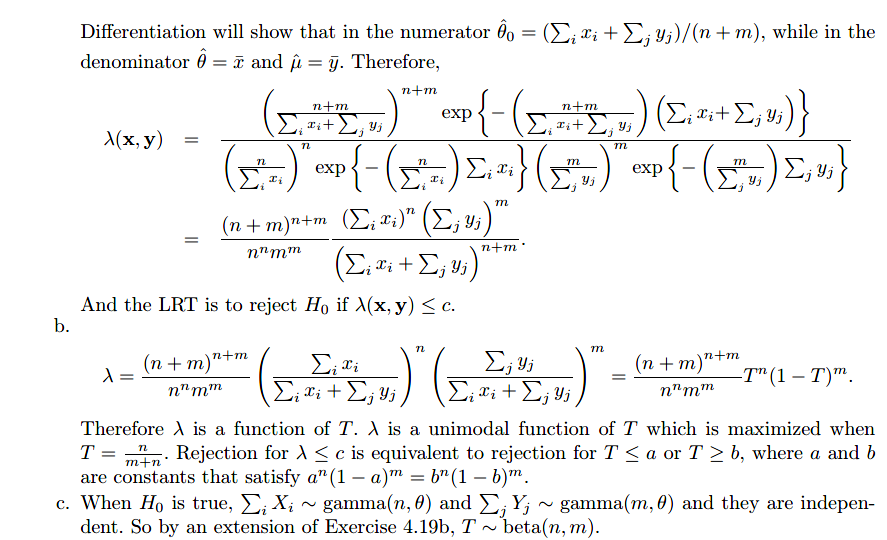 Differentiation will show that in the numerator $\hat{\theta}_0 = (\sum_i x_i + \sum_j y_j)/(n+m)$, while in the
denominator $\hat{\theta} = \bar{x}$ and $\hat{\mu} = \bar{y}$. Therefore,
$\lambda(\mathbf{x}, \mathbf{y}) = \frac{\left(\frac{n+m}{\sum_i x_i + \sum_j y_j}\right)^{n+m} \exp\left\{-\left(\frac{n+m}{\sum_i x_i + \sum_j y_j}\right)\left(\sum_i x_i + \sum_j y_j\right)\right\}}{\left(\frac{n}{\sum_i x_i}\right)^n \exp\left\{-\left(\frac{n}{\sum_i x_i}\right)\sum_i x_i\right\}\left(\frac{m}{\sum_j y_j}\right)^m \exp\left\{-\left(\frac{m}{\sum_j y_j}\right)\sum_j y_j\right\}}$
$= \frac{(n+m)^{n+m}}{n^n m^m} \frac{(\sum_i x_i)^n \left(\sum_j y_j\right)^m}{\left(\sum_i x_i + \sum_j y_j\right)^{n+m}}.$
And the LRT is to reject $H_0$ if $\lambda(\mathbf{x}, \mathbf{y}) \leq c$.
b.
$\lambda = \frac{(n+m)^{n+m}}{n^n m^m} \left(\frac{\sum_i x_i}{\sum_i x_i + \sum_j y_j}\right)^n \left(\frac{\sum_j y_j}{\sum_i x_i + \sum_j y_j}\right)^m = \frac{(n+m)^{n+m}}{n^n m^m} T^n (1-T)^m.$
Therefore $\lambda$ is a function of $T$. $\lambda$ is a unimodal function of $T$ which is maximized when
$T = \frac{n}{m+n}$. Rejection for $\lambda \leq c$ is equivalent to rejection for $T \leq a$ or $T \geq b$, where $a$ and $b$
are constants that satisfy $a^n(1-a)^m = b^n(1-b)^m$.
c. When $H_0$ is true, $\sum_i X_i \sim$ gamma$(n, \theta)$ and $\sum_j Y_j \sim$ gamma$(m, \theta)$ and they are indepen-
dent. So by an extension of Exercise 4.19b, $T \sim$ beta$(n, m)$.